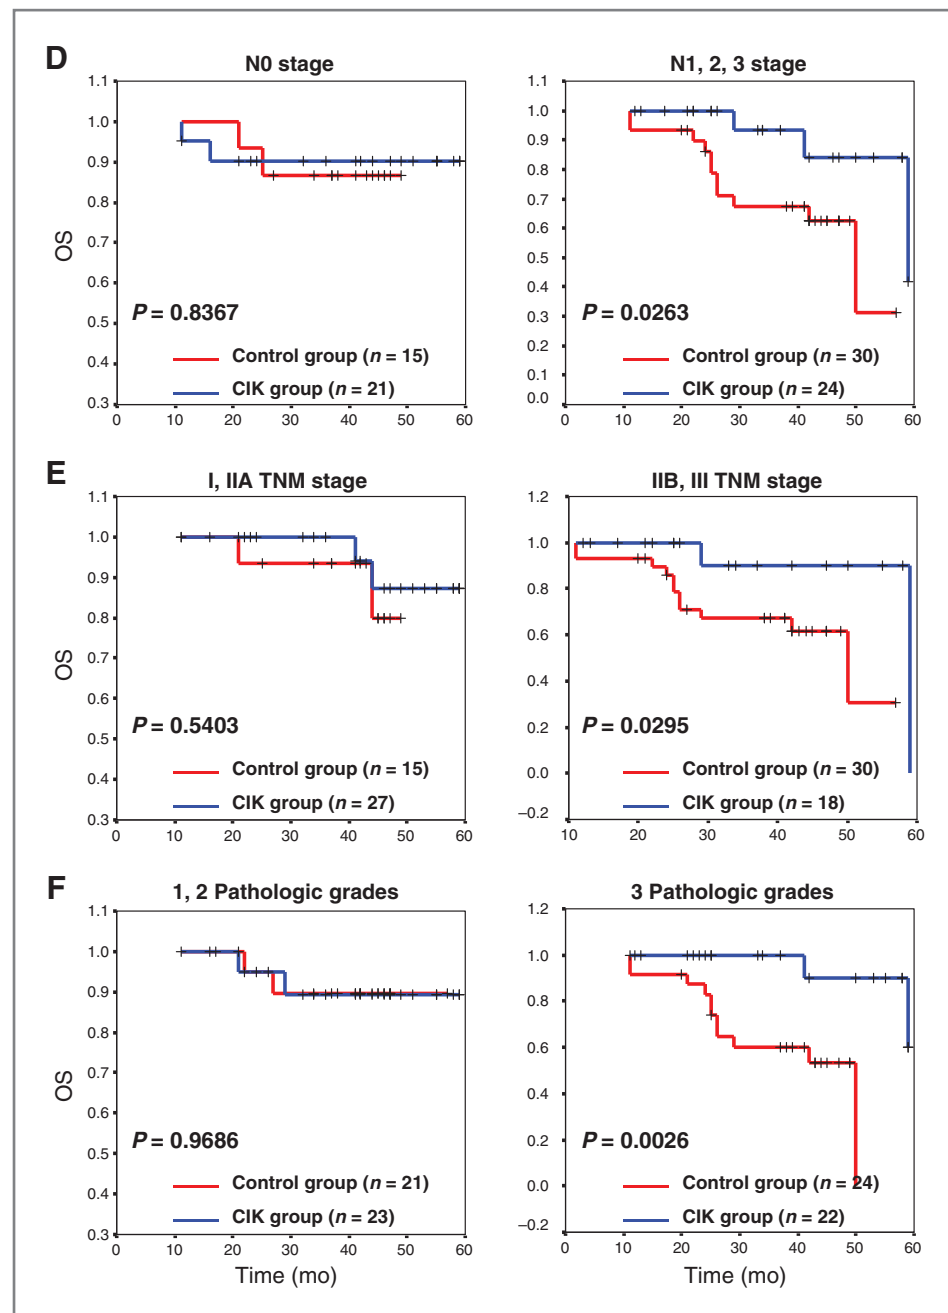 D
N0 stage
1.1
1.0
0.9
0.8
0.7
0.6
0.5
0.4
0.3
OS
P = 0.8367
Control group (n = 15)
CIK group (n = 21)
0 10 20 30 40 50 60
N1, 2, 3 stage
1.1
1.0
0.9
0.8
0.7
0.6
0.5
0.4
0.3
0.2
0.1
0.0
P = 0.0263
Control group (n = 30)
CIK group (n = 24)
0 10 20 30 40 50 60
E
I, IIA TNM stage
1.1
1.0
0.9
0.8
0.7
0.6
0.5
0.4
0.3
OS
P = 0.5403
Control group (n = 15)
CIK group (n = 27)
0 10 20 30 40 50 60
IIB, III TNM stage
1.2
1.0
0.8
0.6
0.4
0.2
0.0
−0.2
P = 0.0295
Control group (n = 30)
CIK group (n = 18)
10 20 30 40 50 60
F
1, 2 Pathologic grades
1.1
1.0
0.9
0.8
0.7
0.6
0.5
0.4
0.3
OS
P = 0.9686
Control group (n = 21)
CIK group (n = 23)
0 10 20 30 40 50 60
Time (mo)
3 Pathologic grades
1.2
1.0
0.8
0.6
0.4
0.2
0.0
−0.2
P = 0.0026
Control group (n = 24)
CIK group (n = 22)
0 10 20 30 40 50 60
Time (mo)